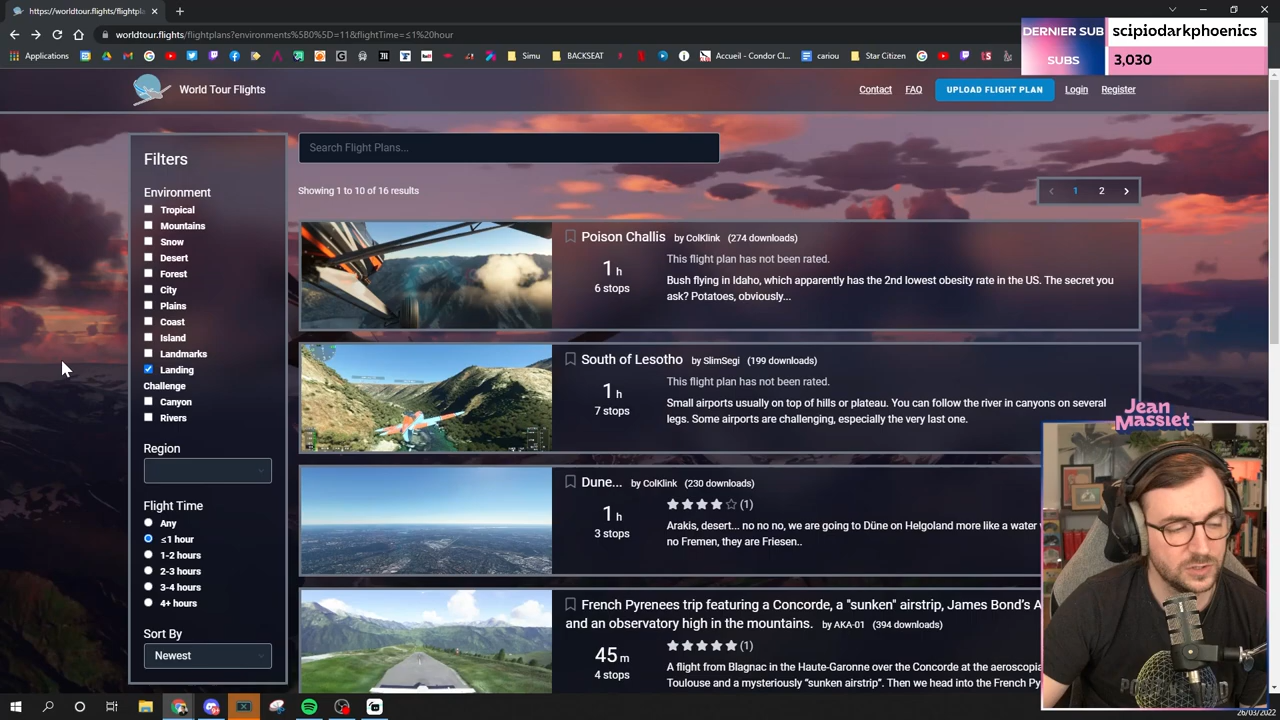 https://worldtour.flights/flightpla
worldtour.flights/flightplans?environments%5B0%5D=11&flightTime=≤1%20hour
Applications
Simu
BACKSEAT
Accueil - Condor Cl...
cariou
Star Citizen
DERNIER SUB
scipiodarkphoenics
SUBS
3,030
World Tour Flights
Contact
FAQ
UPLOAD FLIGHT PLAN
Login
Register
Filters
Environment
Tropical
Mountains
Snow
Desert
Forest
City
Plains
Coast
Island
Landmarks
Landing
Challenge
Canyon
Rivers
Region
Flight Time
Any
≤1 hour
1-2 hours
2-3 hours
3-4 hours
4+ hours
Sort By
Newest
Search Flight Plans...
Showing 1 to 10 of 16 results
1 2
Poison Challis by ColKlink (274 downloads)
1 h
6 stops
This flight plan has not been rated.
Bush flying in Idaho, which apparently has the 2nd lowest obesity rate in the US. The secret you
ask? Potatoes, obviously...
South of Lesotho by SlimSegi (199 downloads)
1 h
7 stops
This flight plan has not been rated.
Small airports usually on top of hills or plateau. You can follow the river in canyons on several
legs. Some airports are challenging, especially the very last one.
Dune... by ColKlink (230 downloads)
1 h
3 stops
(1)
Arakis, desert... no no no, we are going to Düne on Helgoland more like a water
no Fremen, they are Friesen..
French Pyrenees trip featuring a Concorde, a "sunken" airstrip, James Bond's A
and an observatory high in the mountains. by AKA-01 (394 downloads)
45 m
4 stops
(1)
A flight from Blagnac in the Haute-Garonne over the Concorde at the aeroscopia
Toulouse and a mysteriously “sunken airstrip”. Then we head into the French Py
Jean
Massiet
26/03/2022